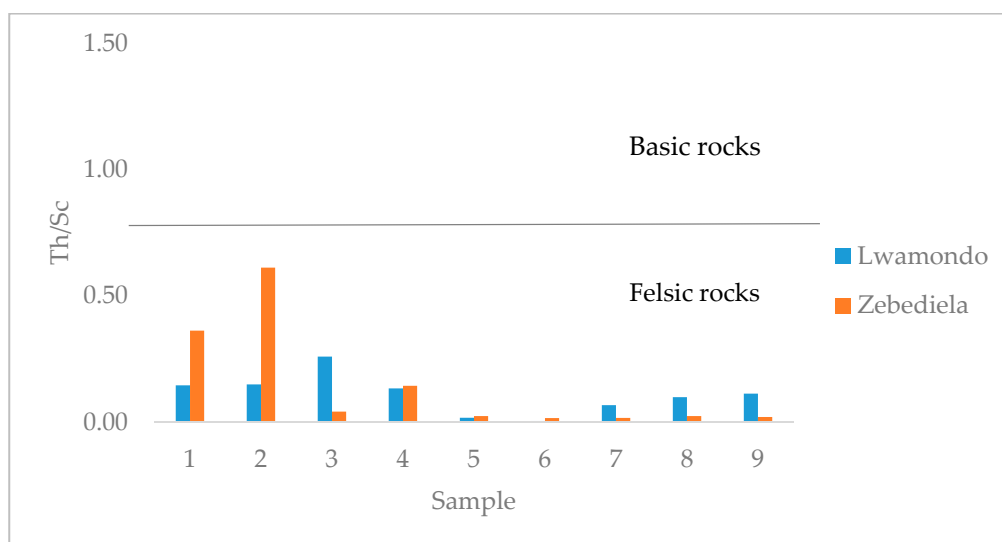 1.50
Basic rocks
1.00
Th/Sc
Lwamondo
0.50
Felsic rocks
Zebediela
0.00
1 2 3 4 5 6 7 8 9
Sample